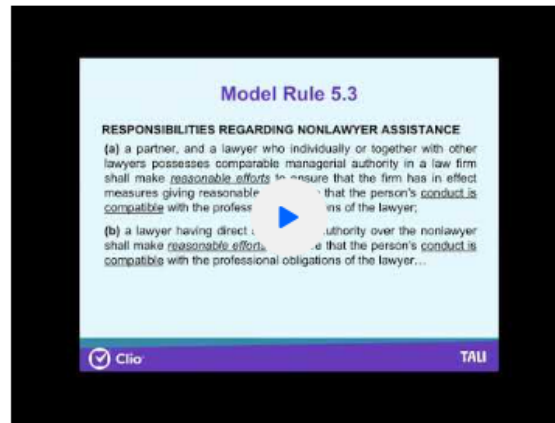 Model Rule 5.3
RESPONSIBILITIES REGARDING NONLAWYER ASSISTANCE
(a) a partner, and a lawyer who individually or together with other
lawyers possesses comparable managerial authority in a law firm
shall make reasonable efforts to ensure that the firm has in effect
measures giving reasonable that the person's conduct is
compatible with the profess ions of the lawyer;
(b) a lawyer having direct uthority over the nonlawyer
shall make reasonable efforts e that the person's conduct is
compatible with the professional obligations of the lawyer…
Clio
TALI